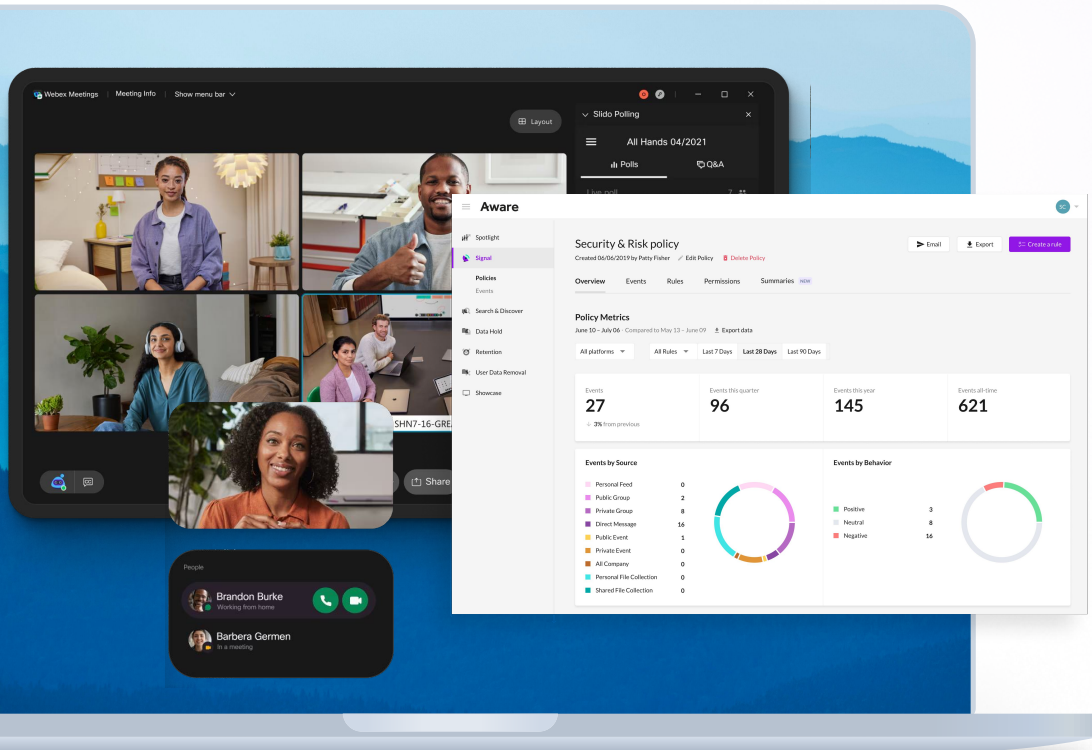 Webex Meetings
Meeting Info
Show menu bar
Layout
Slido Polling
All Hands 04/2021
Polls
Q&A
Live poll 7
SHN7-16-GRE
Share
People
Brandon Burke
Working from home
Barbera Germen
In a meeting
Aware
SC
Spotlight
Signal
Policies
Events
Search & Discover
Data Hold
Retention
User Data Removal
Showcase
Security & Risk policy
Created 06/06/2019 by Patty Fisher Edit Policy Delete Policy
Email
Export
Create a rule
Overview Events Rules Permissions Summaries NEW
Policy Metrics
June 10 – July 06 · Compared to May 13 – June 09 Export data
All platforms All Rules Last 7 Days Last 28 Days Last 90 Days
Events
27
3% from previous
Events this quarter
96
Events this year
145
Events all-time
621
Events by Source
Personal Feed 0
Public Group 2
Private Group 8
Direct Message 16
Public Event 1
Private Event 0
All Company 0
Personal File Collection 0
Shared File Collection 0
Events by Behavior
Positive 3
Neutral 8
Negative 16